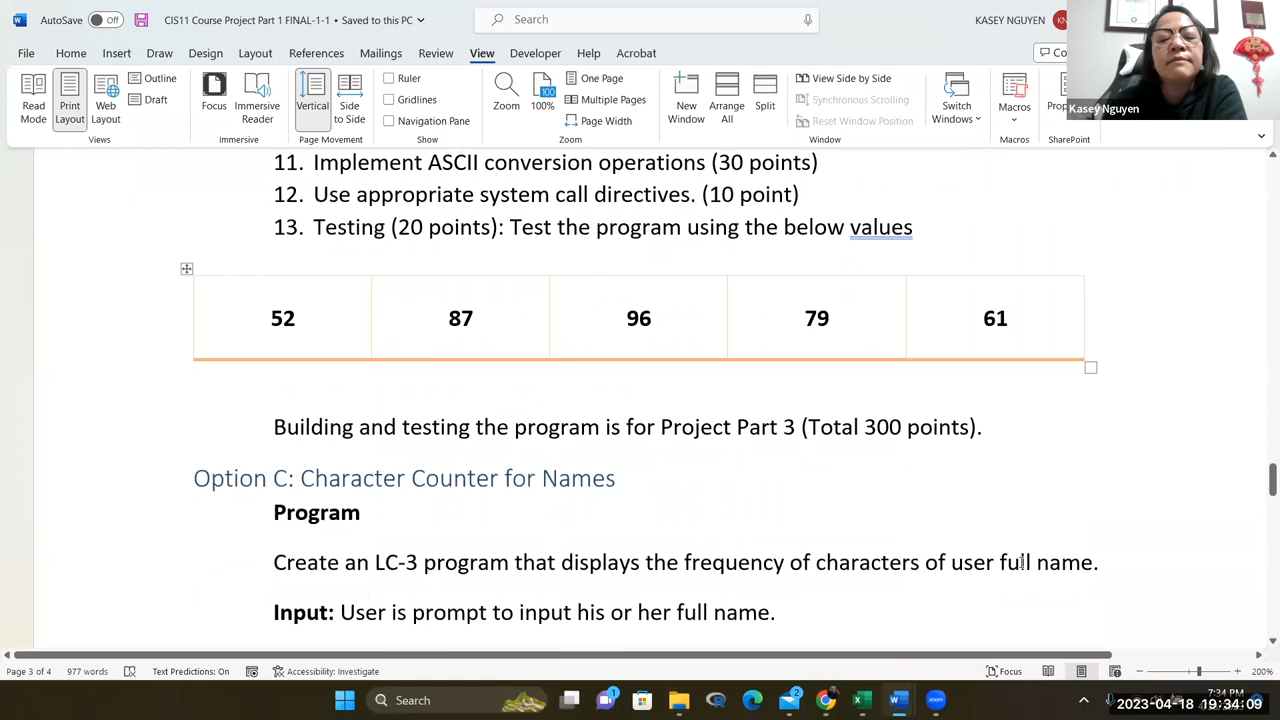 AutoSave Off CIS11 Course Project Part 1 FINAL-1-1 • Saved to this PC Search KASEY NGUYEN
File Home Insert Draw Design Layout References Mailings Review View Developer Help Acrobat
Read Mode Print Layout Web Layout Outline Draft Views
Focus Immersive Reader Immersive
Vertical Side to Side Page Movement
Ruler Gridlines Navigation Pane Show
Zoom 100% One Page Multiple Pages Page Width Zoom
New Window Arrange All Split View Side by Side Synchronous Scrolling Reset Window Position Switch Windows Window
Macros Macros
SharePoint
Kasey Nguyen
11. Implement ASCII conversion operations (30 points)
12. Use appropriate system call directives. (10 point)
13. Testing (20 points): Test the program using the below values
52 87 96 79 61
Building and testing the program is for Project Part 3 (Total 300 points).
Option C: Character Counter for Names
Program
Create an LC-3 program that displays the frequency of characters of user full name.
Input: User is prompt to input his or her full name.
Page 3 of 4 977 words Text Predictions: On Accessibility: Investigate Focus 200%
Search 1 2 zoom 7:34 PM
2023-04-18 19:34:09